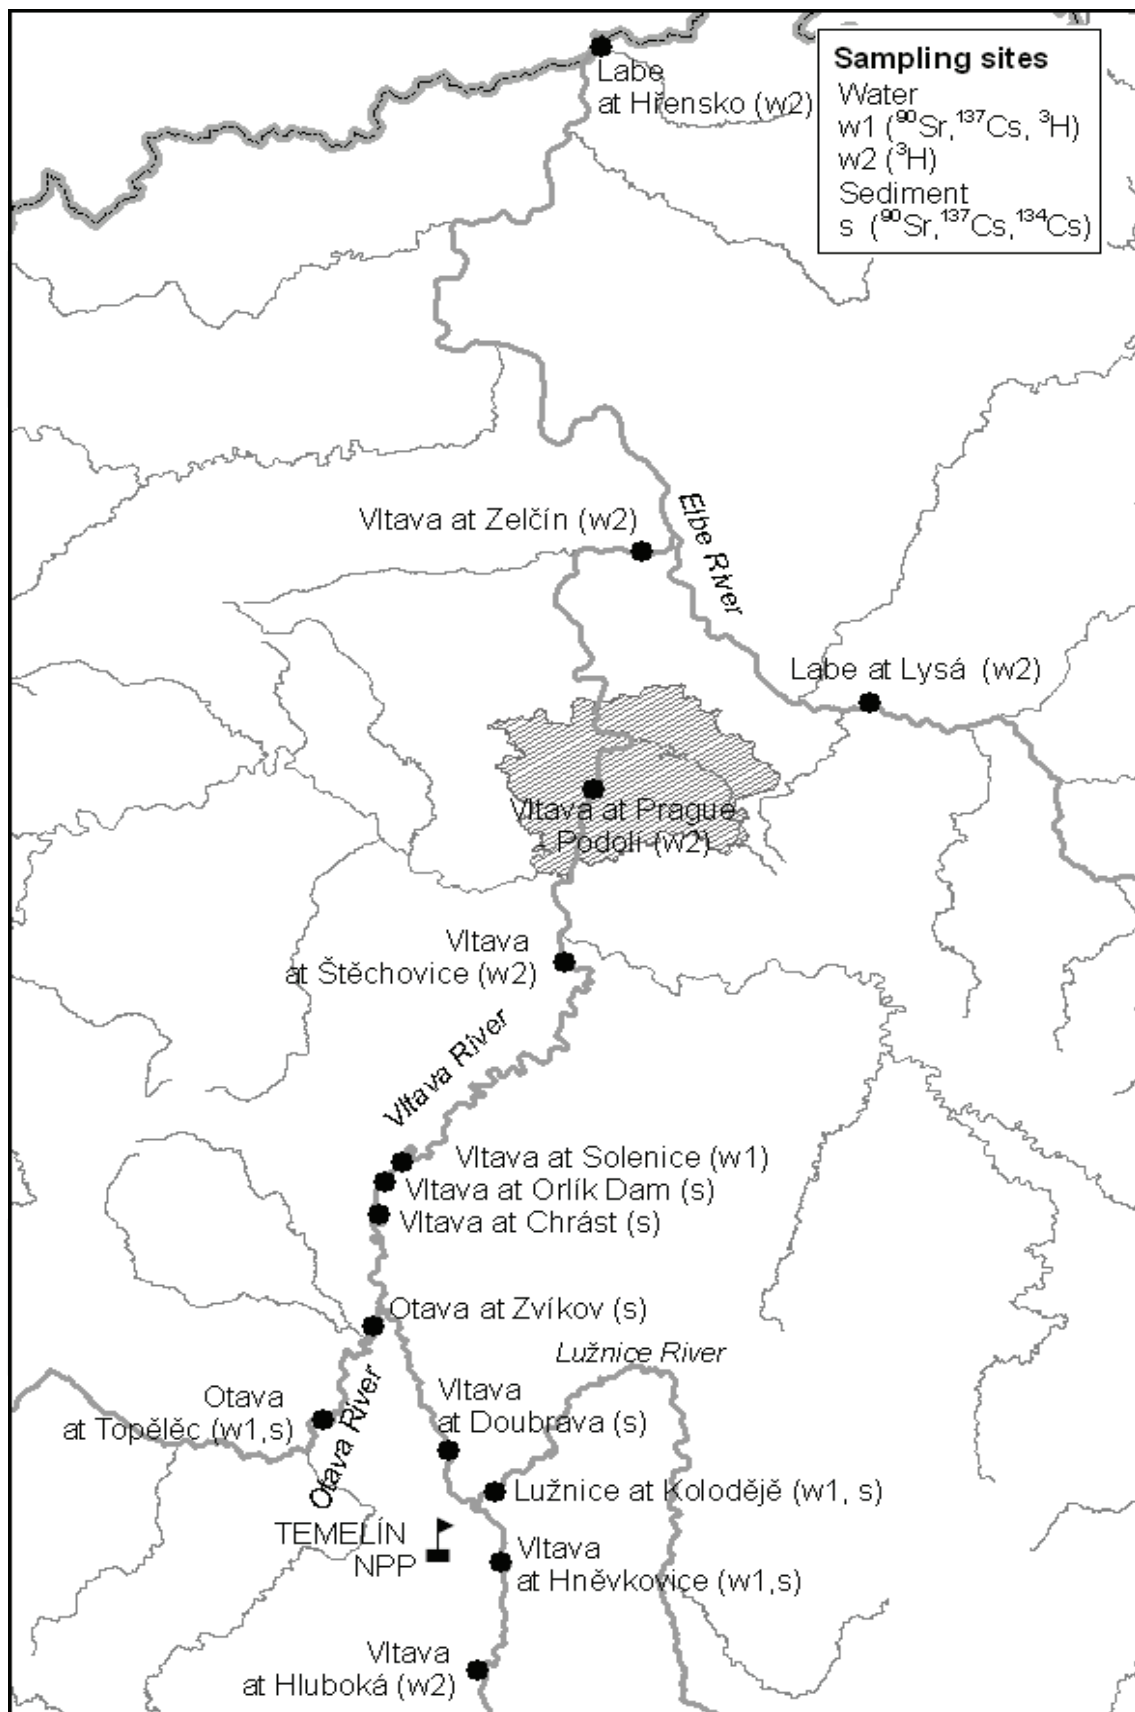 Labe
at Hřensko (w2)
Sampling sites
Water
w1 (⁹⁰Sr, ¹³⁷Cs, ³H)
w2 (³H)
Sediment
s (⁹⁰Sr, ¹³⁷Cs, ¹³⁴Cs)
Vltava at Zelčín (w2)
Elbe River
Labe at Lysá (w2)
Vltava at Prague
- Podolí (w2)
Vltava
at Štěchovice (w2)
Vltava River
Vltava at Solenice (w1)
Vltava at Orlík Dam (s)
Vltava at Chrást (s)
Otava at Zvíkov (s)
Lužnice River
Otava
at Topělěc (w1,s)
Otava River
Vltava
at Doubrava (s)
Lužnice at Kolodějě (w1, s)
TEMELÍN
NPP
Vltava
at Hněvkovice (w1,s)
Vltava
at Hluboká (w2)